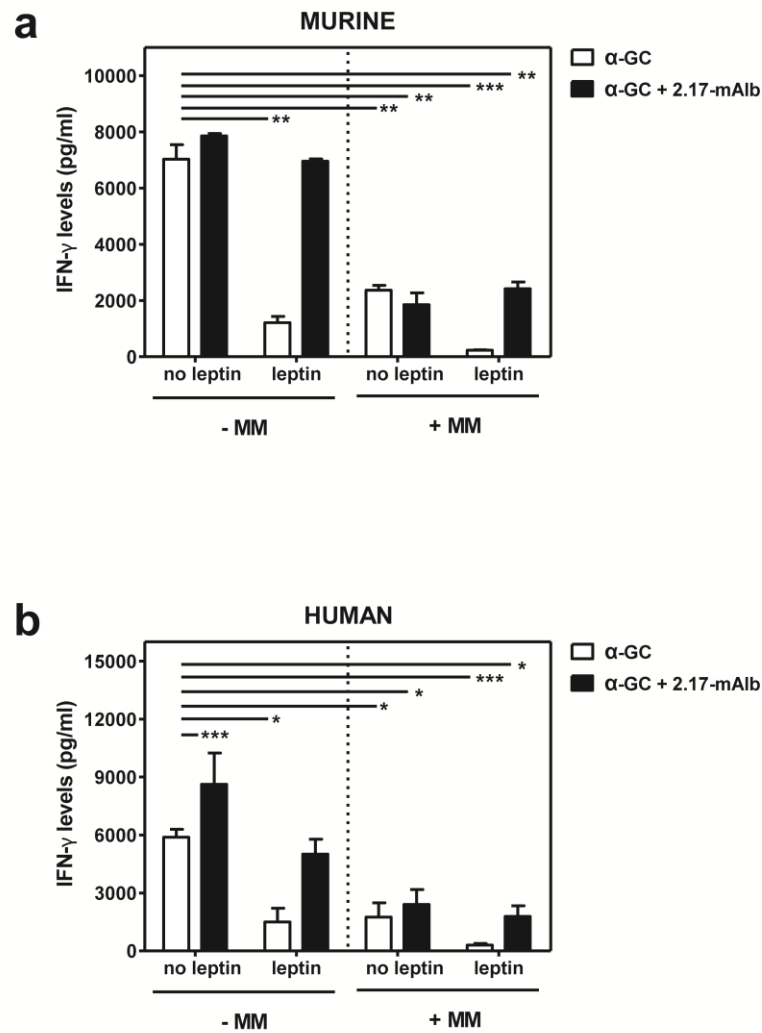 a
MURINE
α-GC
α-GC + 2.17-mAlb
IFN-γ levels (pg/ml)
10000
8000
6000
4000
2000
0
**
***
**
**
**
no leptin leptin no leptin leptin
- MM + MM
b
HUMAN
α-GC
α-GC + 2.17-mAlb
IFN-γ levels (pg/ml)
15000
12000
9000
6000
3000
0
*
***
*
*
*
***
no leptin leptin no leptin leptin
- MM + MM